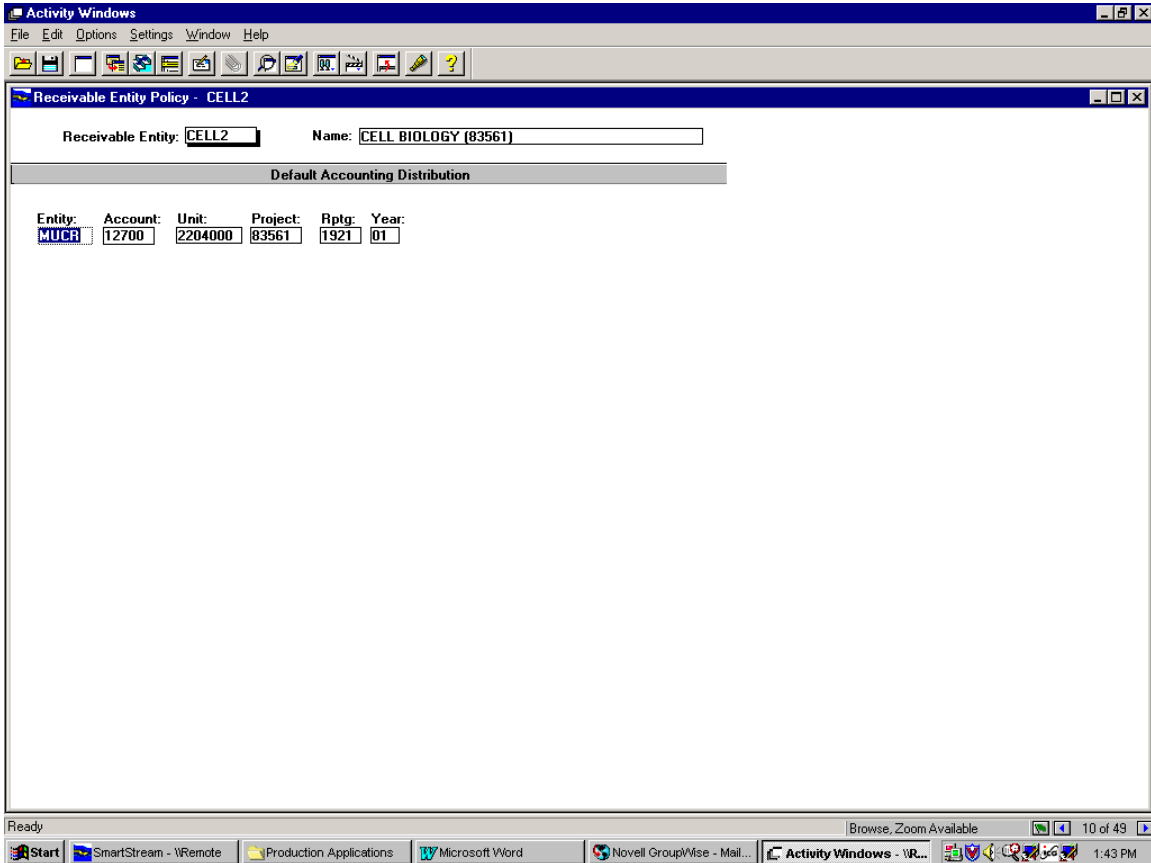 Activity Windows
File Edit Options Settings Window Help
Receivable Entity Policy - CELL2
Receivable Entity: CELL2 Name: CELL BIOLOGY (83561)
Default Accounting Distribution
Entity: Account: Unit: Project: Rptg: Year:
MUCR 12700 2204000 83561 1921 01
Ready Browse, Zoom Available 10 of 49
Start SmartStream - \\Remote Production Applications Microsoft Word Novell GroupWise - Mail... Activity Windows - \\R... 1:43 PM